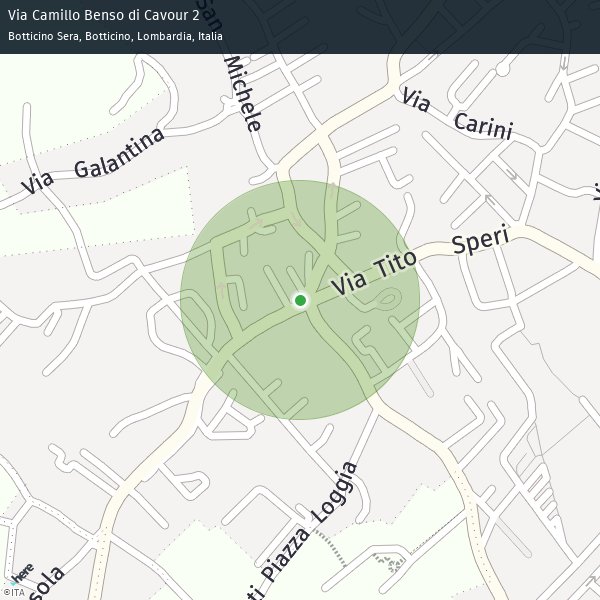 Via Camillo Benso di Cavour 2
Botticino Sera, Botticino, Lombardia, Italia
San
Michele
Via Carini
Via Galantina
Via Tito Speri
Piazza Loggia
here
©ITA